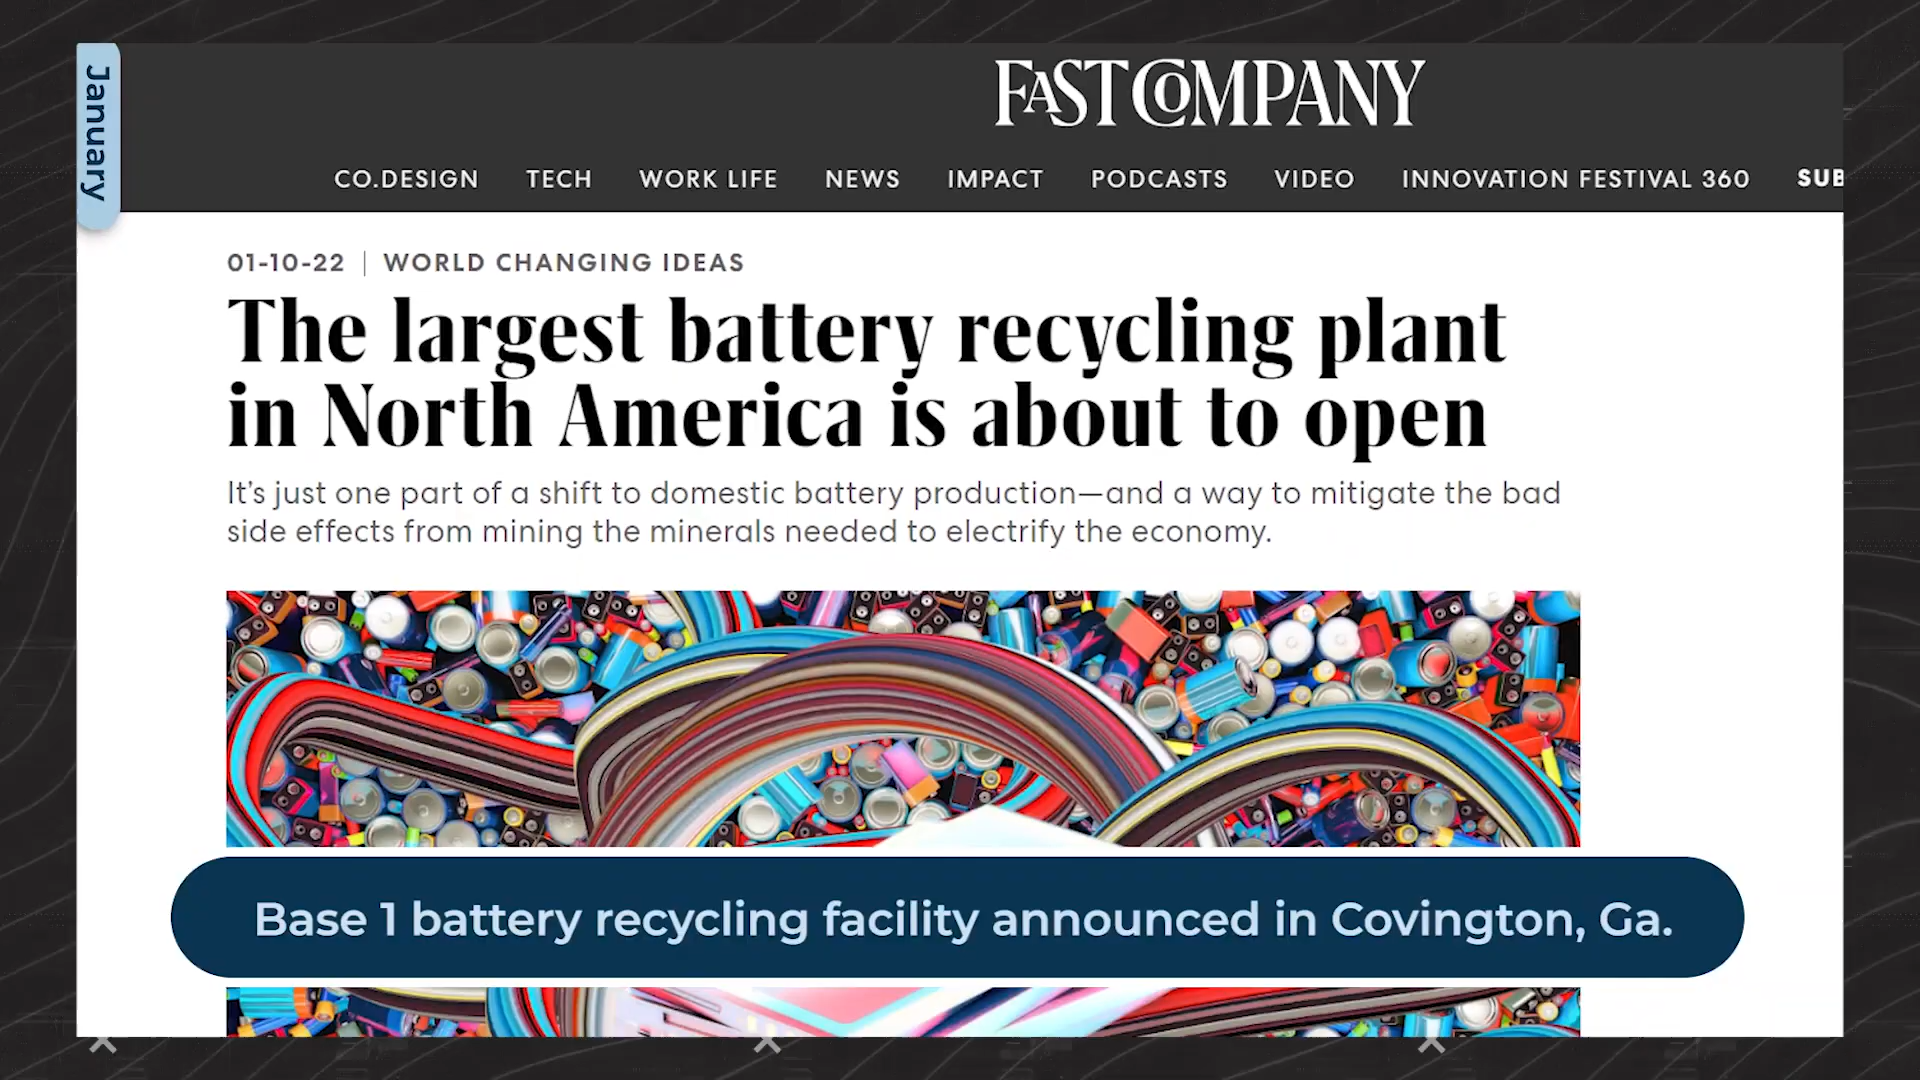 January
FAST COMPANY
CO.DESIGN TECH WORK LIFE NEWS IMPACT PODCASTS VIDEO INNOVATION FESTIVAL 360 SUB
01-10-22 | WORLD CHANGING IDEAS
The largest battery recycling plant
in North America is about to open
It's just one part of a shift to domestic battery production—and a way to mitigate the bad
side effects from mining the minerals needed to electrify the economy.
Base 1 battery recycling facility announced in Covington, Ga.